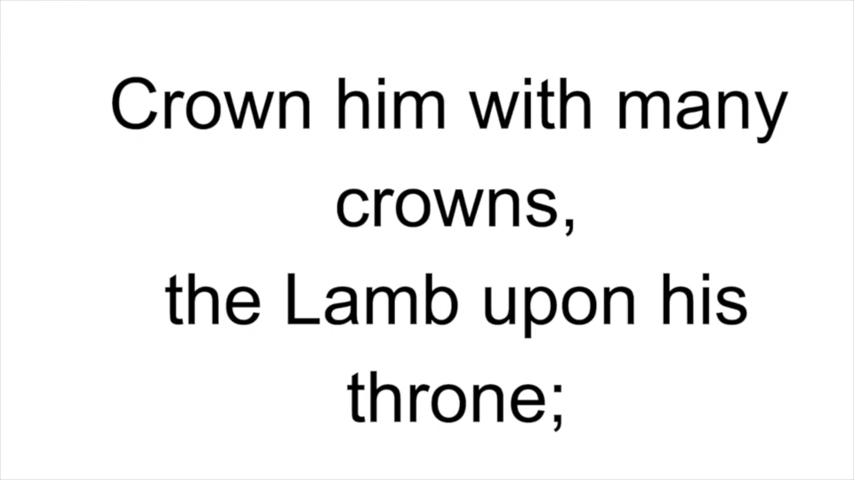 Crown him with many
crowns,
the Lamb upon his
throne;